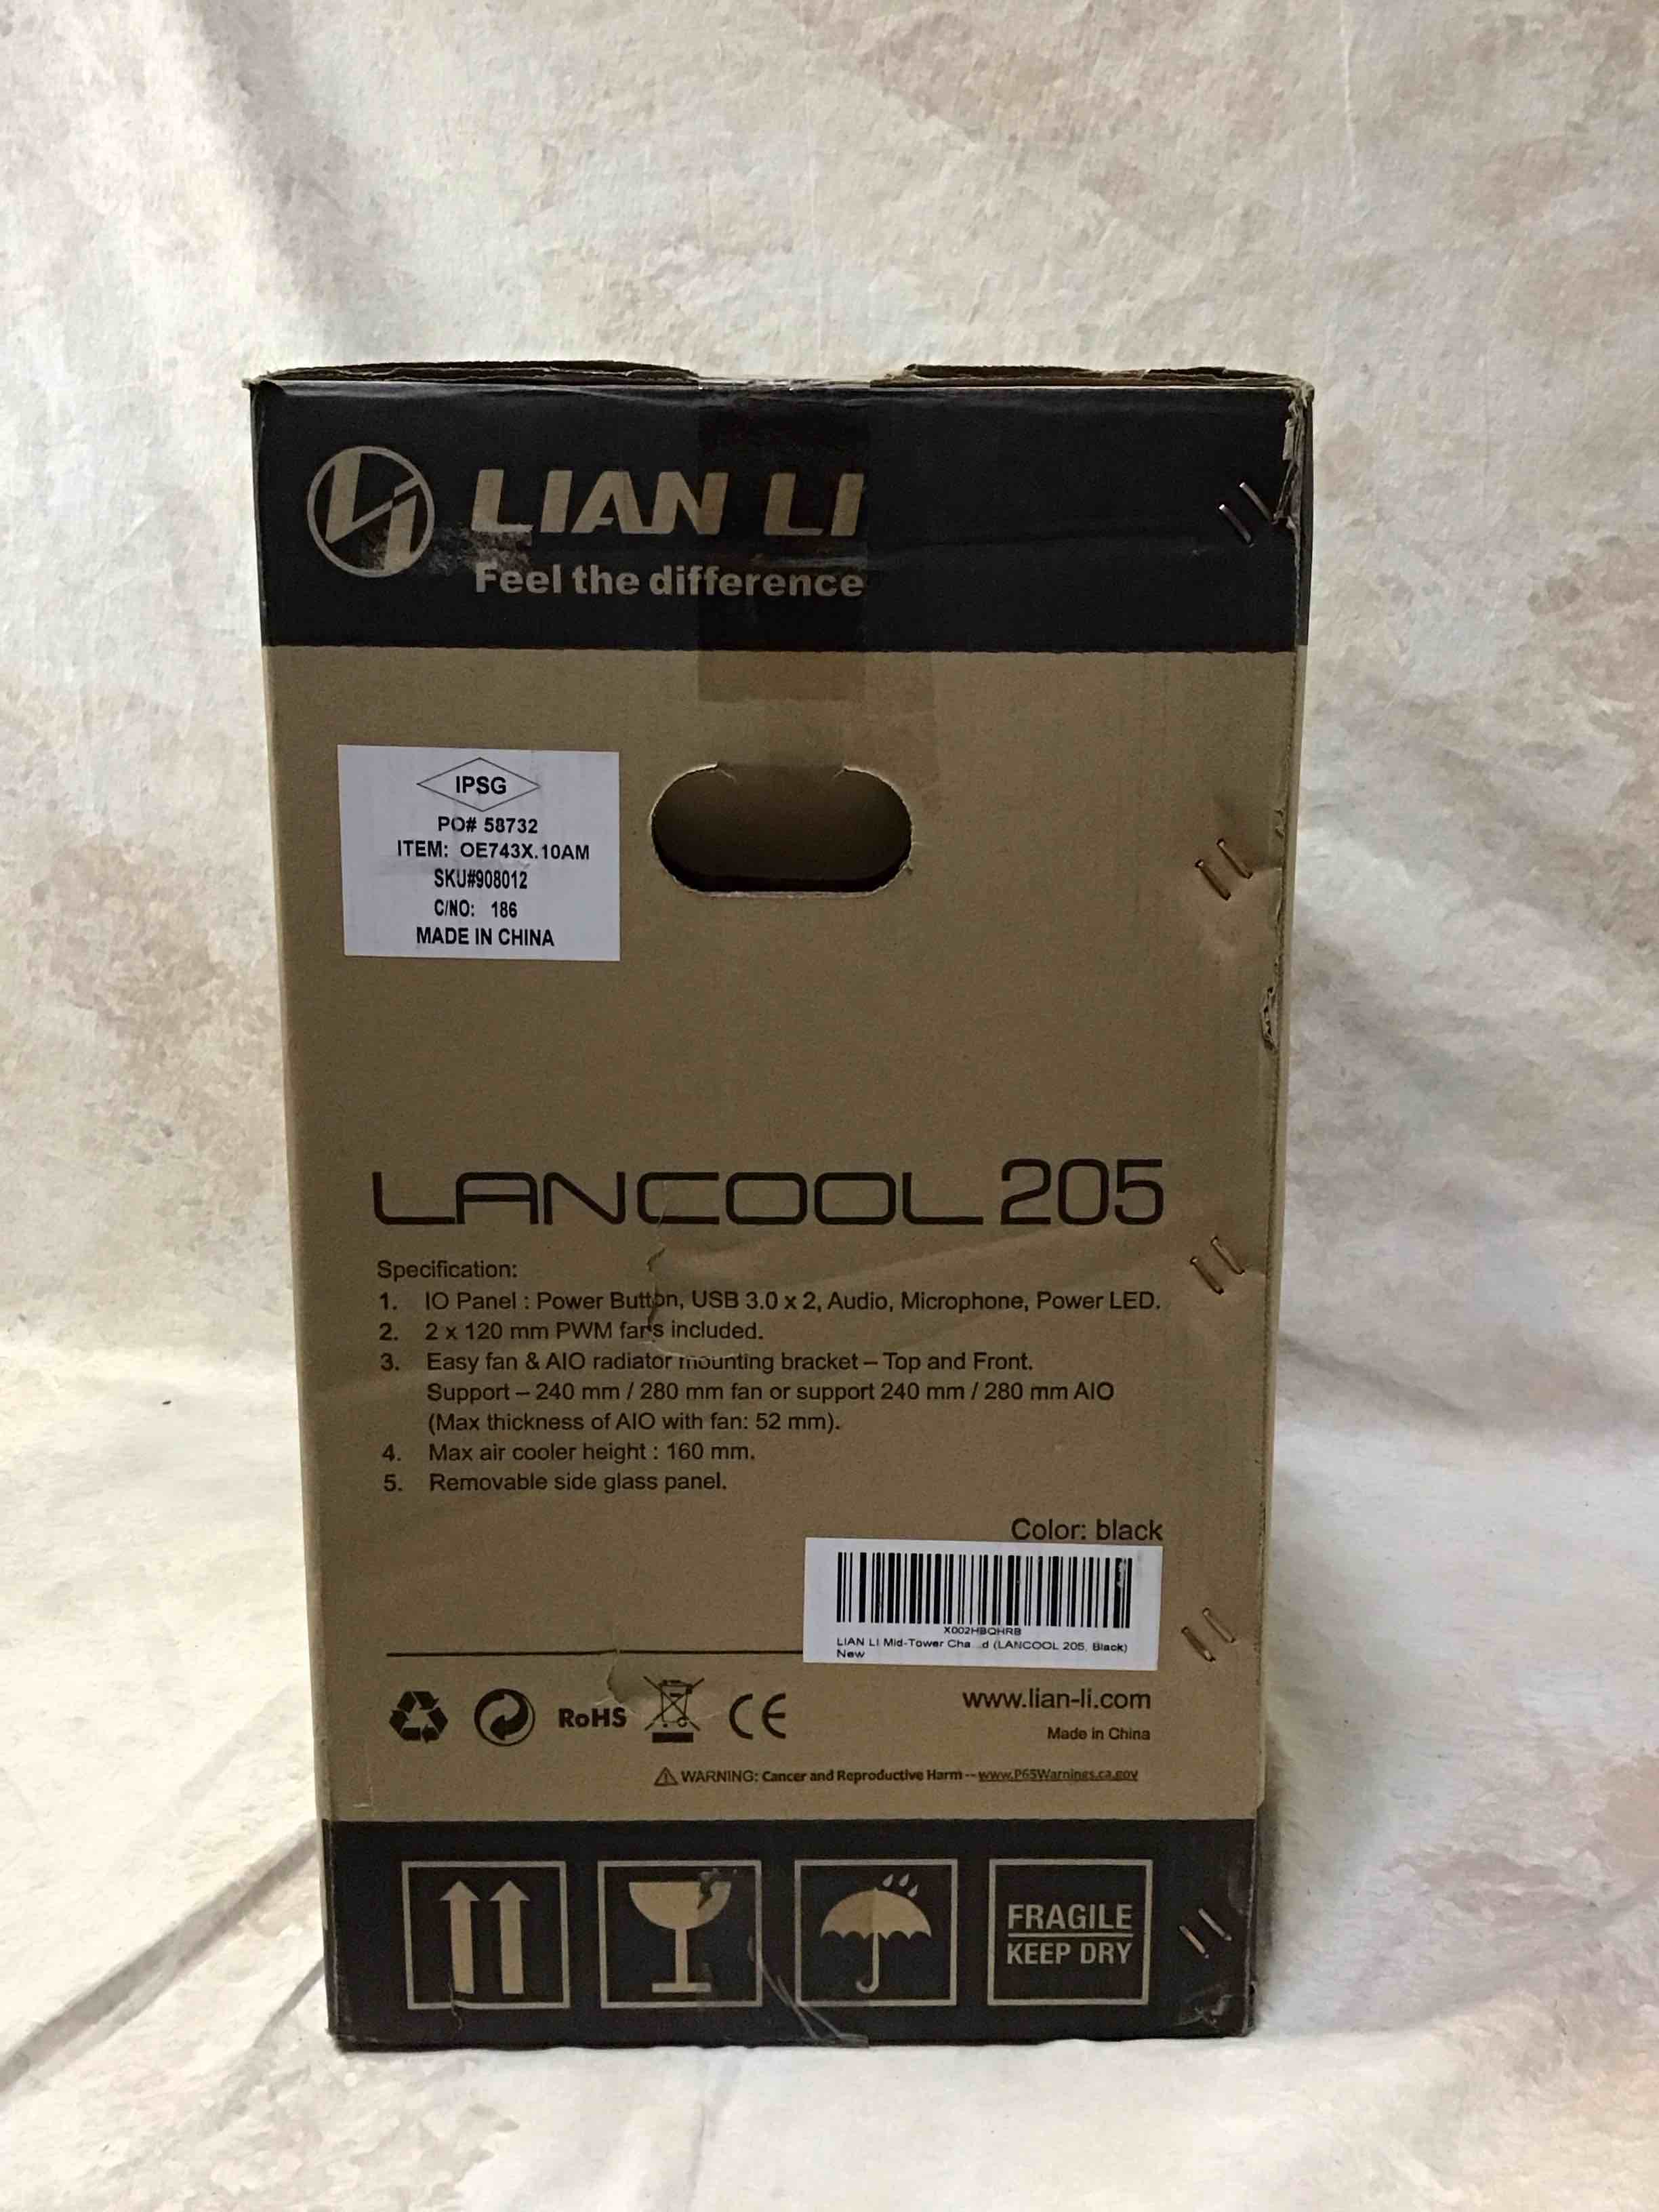 LIAN LI
Feel the difference
IPSG
PO# 58732
ITEM: OE743X.10AM
SKU#908012
C/NO: 186
MADE IN CHINA
LANCOOL 205
Specification:
1. IO Panel : Power Button, USB 3.0 x 2, Audio, Microphone, Power LED.
2. 2 x 120 mm PWM fans included.
3. Easy fan & AIO radiator mounting bracket – Top and Front.
Support – 240 mm / 280 mm fan or support 240 mm / 280 mm AIO
(Max thickness of AIO with fan: 52 mm).
4. Max air cooler height : 160 mm.
5. Removable side glass panel.
Color: black
X002HBQHRB
LIAN LI Mid-Tower Cha...d (LANCOOL 205, Black)
New
RoHS CE
www.lian-li.com
Made in China
WARNING: Cancer and Reproductive Harm -- www.P65Warnings.ca.gov
FRAGILE
KEEP DRY